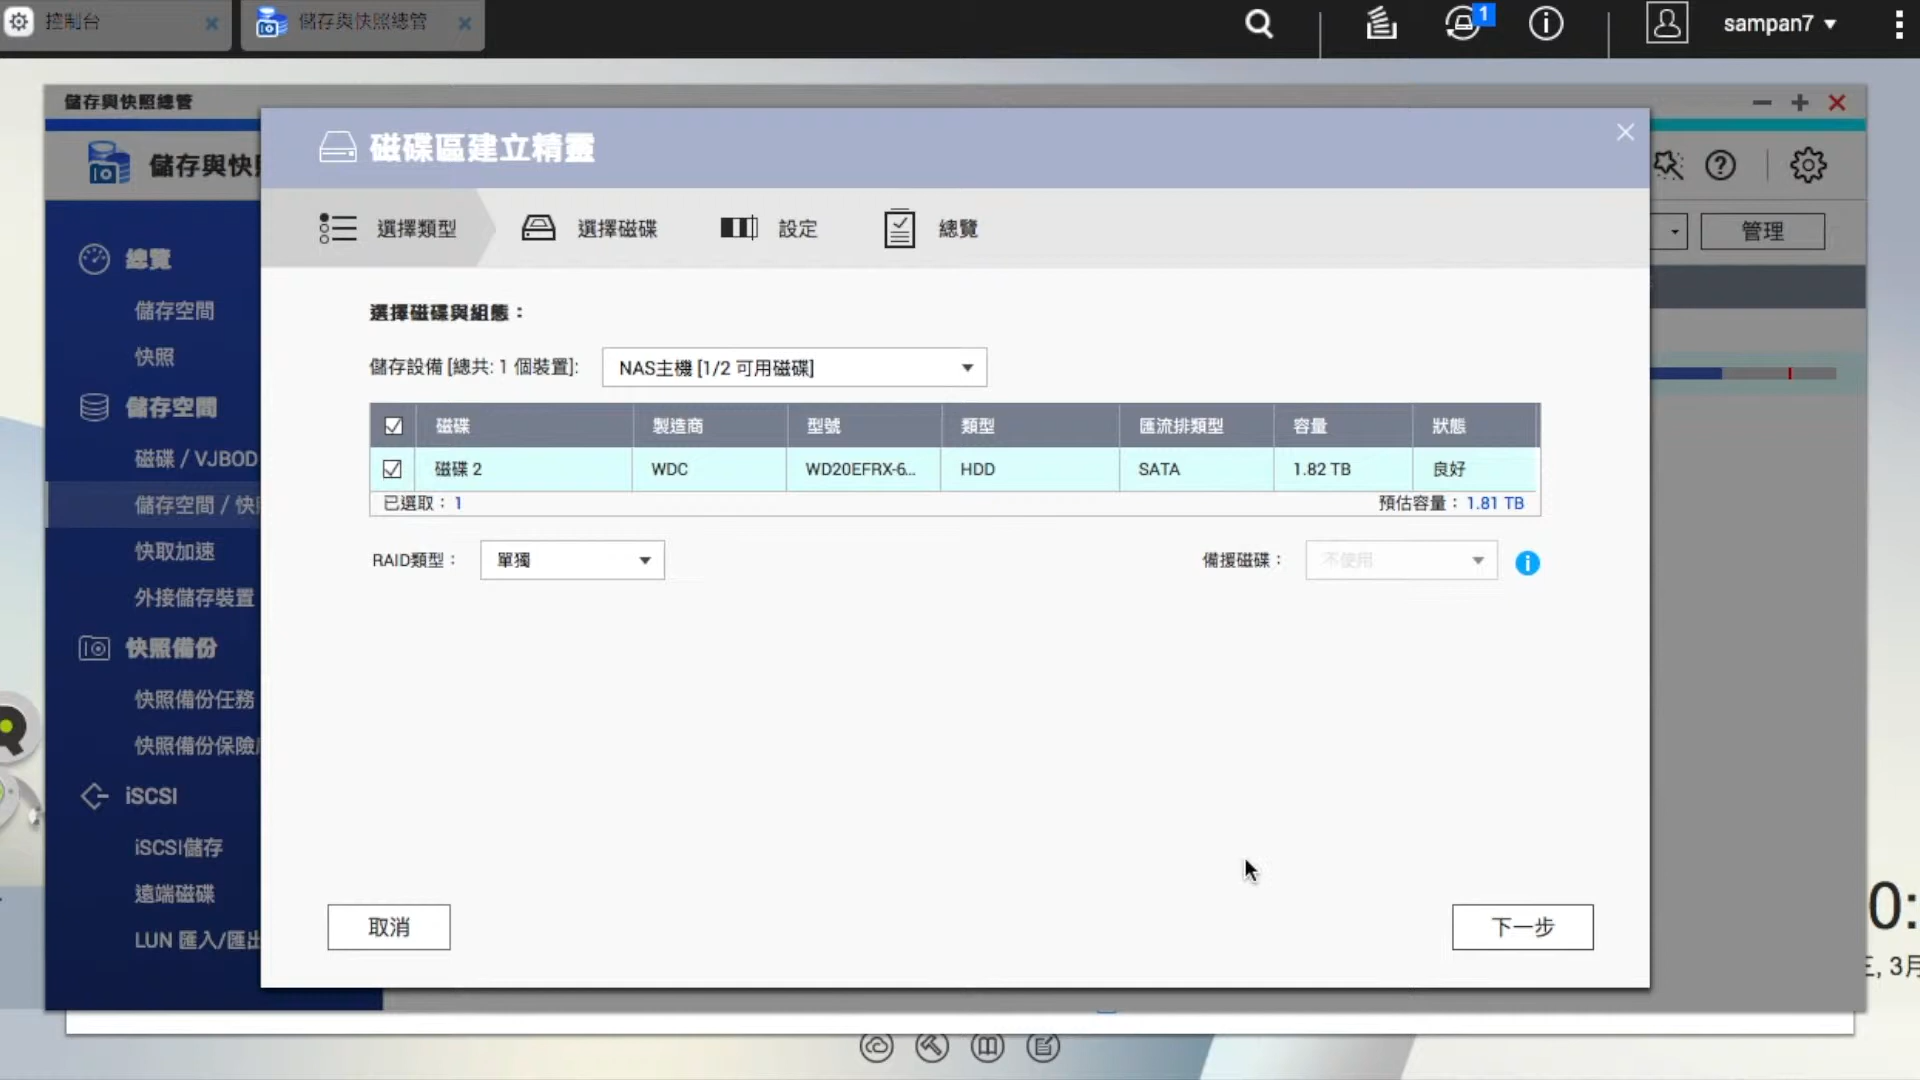 控制台
儲存與快照總管
1
sampan7
儲存與快照總管
磁碟區建立精靈
儲存與快
選擇類型
選擇磁碟
設定
總覽
管理
總覽
儲存空間
快照
儲存空間
磁碟 / VJBOD
儲存空間 / 快
快取加速
外接儲存裝置
快照備份
快照備份任務
快照備份保險
iSCSI
iSCSI儲存
遠端磁碟
LUN 匯入/匯出
選擇磁碟與組態：
儲存設備 [總共: 1 個裝置]:
NAS主機 [1/2 可用磁碟]
磁碟 製造商 型號 類型 匯流排類型 容量 狀態
磁碟 2 WDC WD20EFRX-6... HDD SATA 1.82 TB 良好
已選取： 1
預估容量： 1.81 TB
RAID類型：
單獨
備援磁碟：
不使用
取消
下一步
0:
, 3月